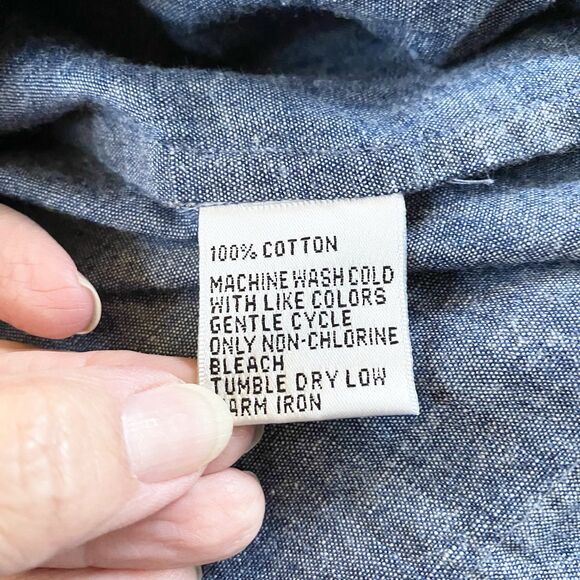 100% COTTON
MACHINE WASH COLD
WITH LIKE COLORS
GENTLE CYCLE
ONLY NON-CHLORINE
BLEACH
TUMBLE DRY LOW
WARM IRON